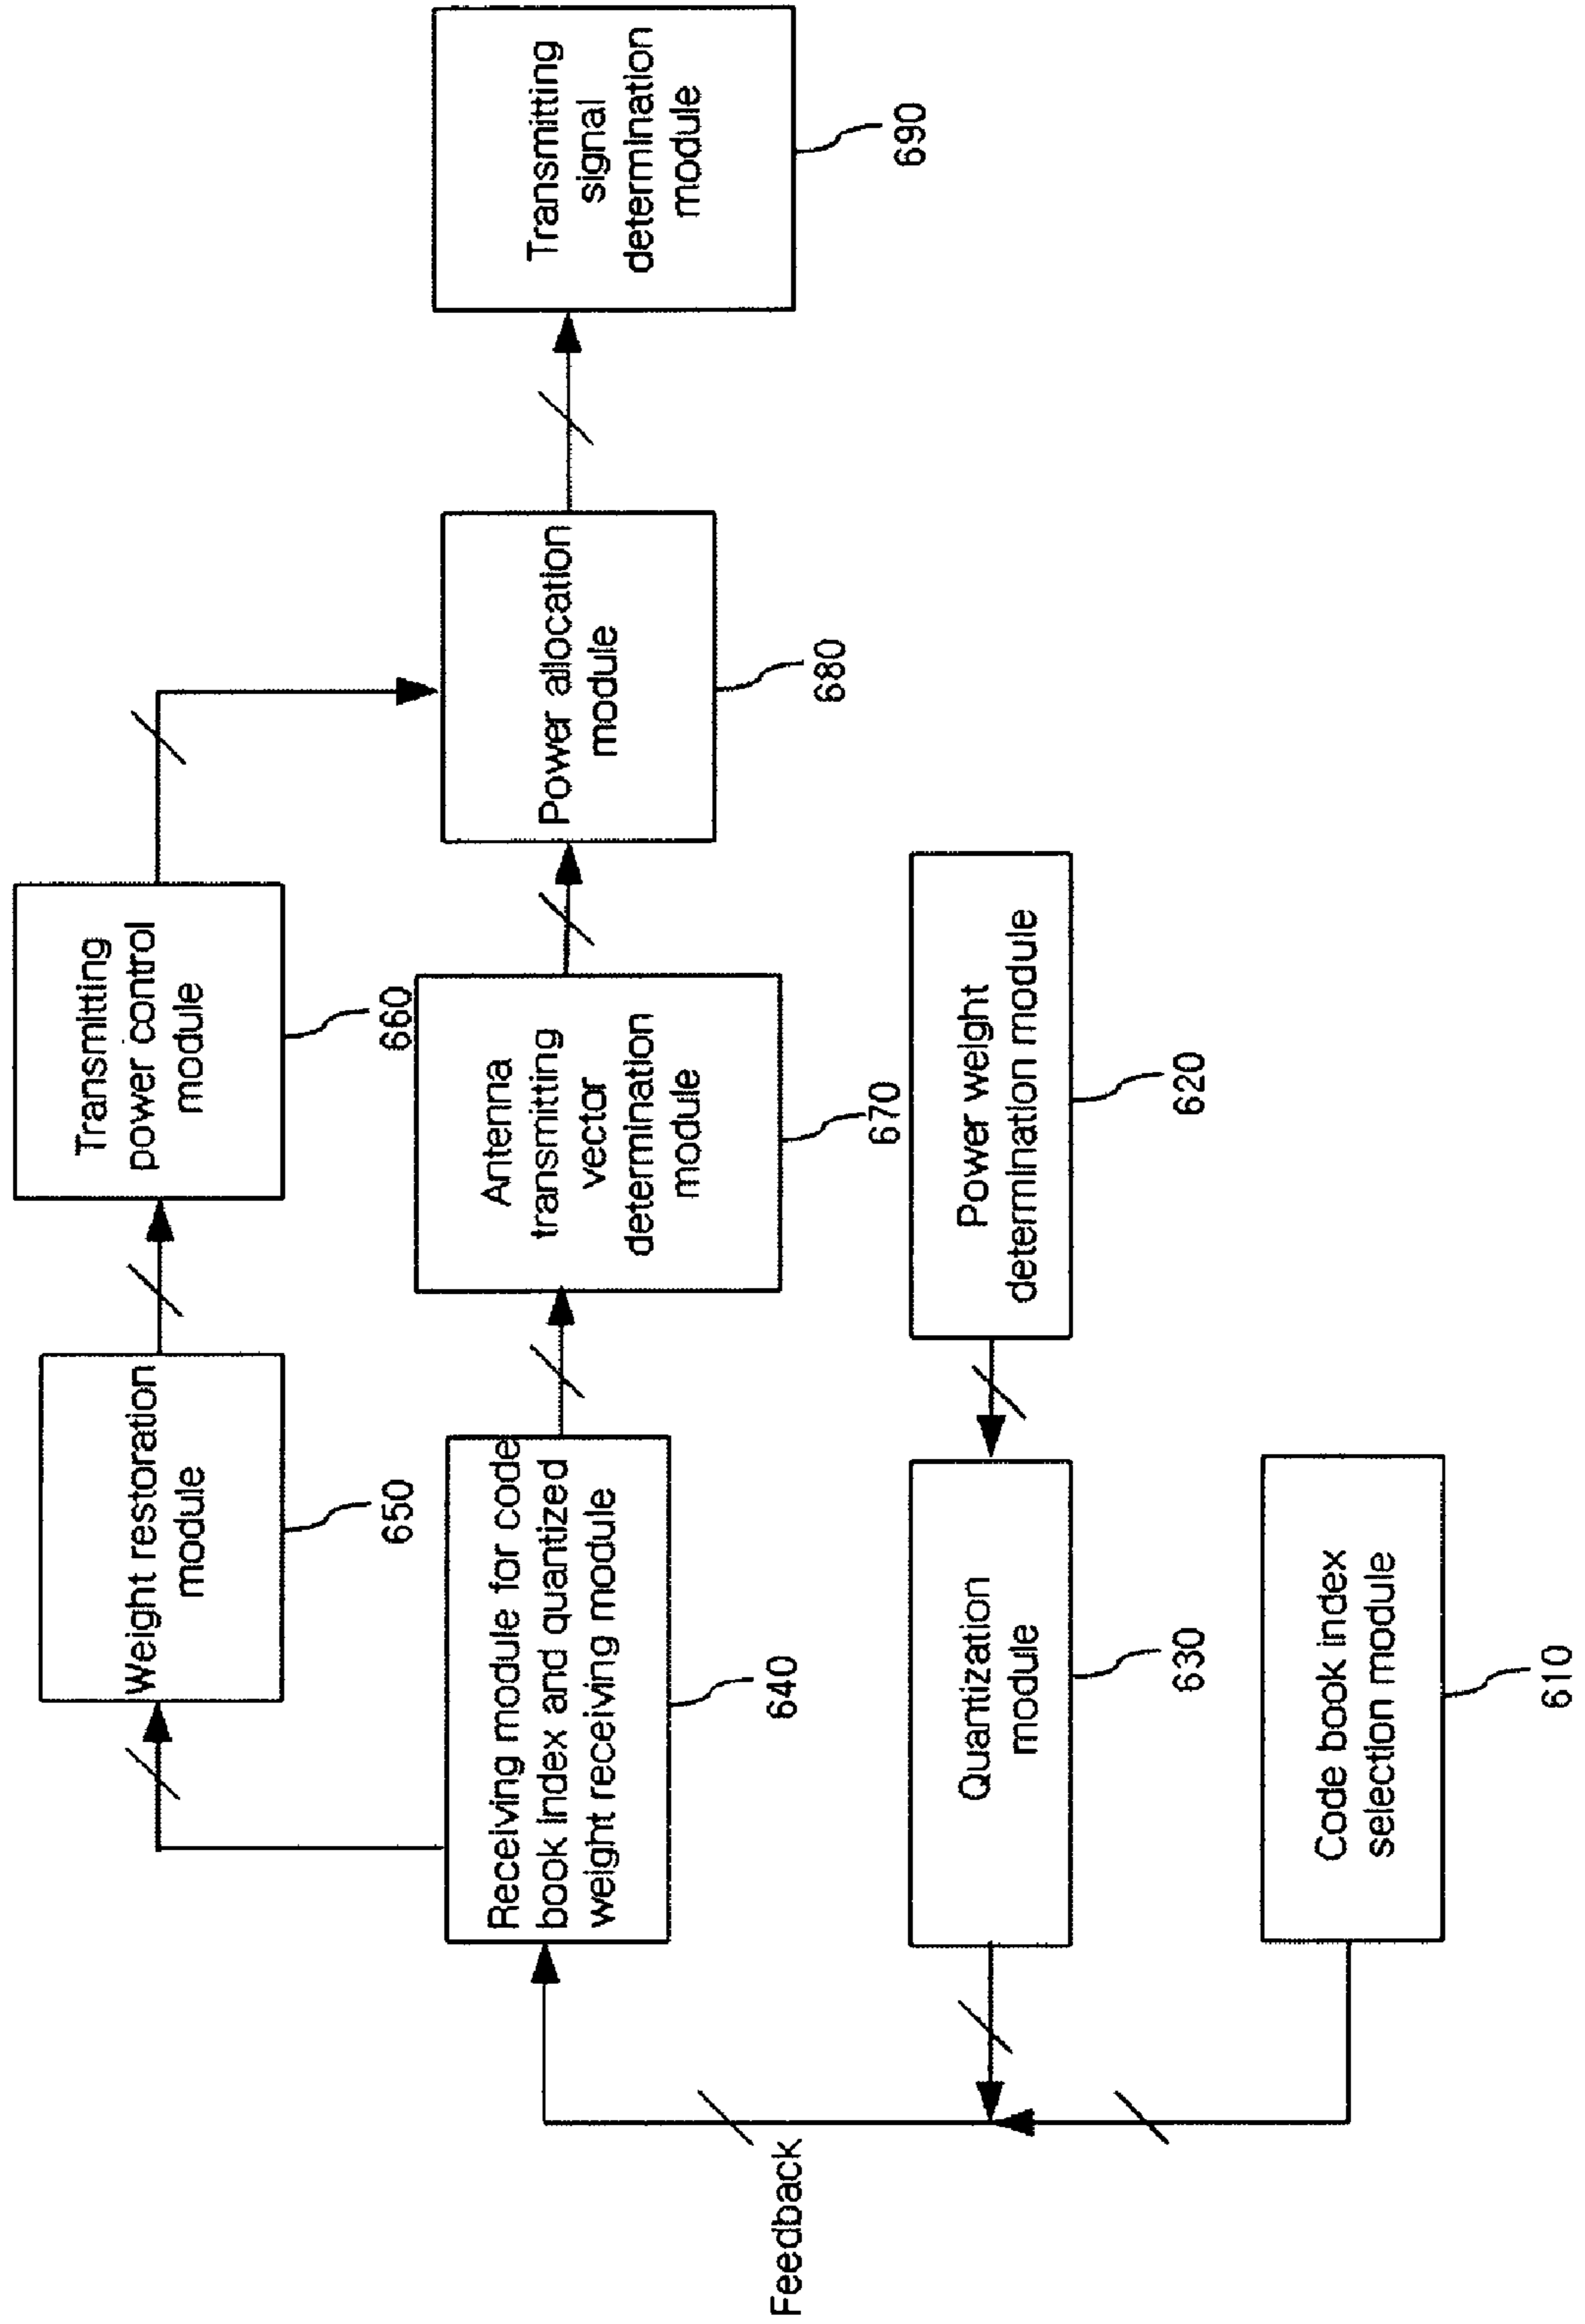 Weight restoration
module
650
Transmitting
power control
module
660
Receiving module for code
book index and quantized
weight receiving module
640
Antenna
transmitting
vector
determination
module
670
Power allocation
module
680
Transmitting
signal
determination
module
690
Feedback
Quantization
module
630
Power weight
determination module
620
Code book index
selection module
610